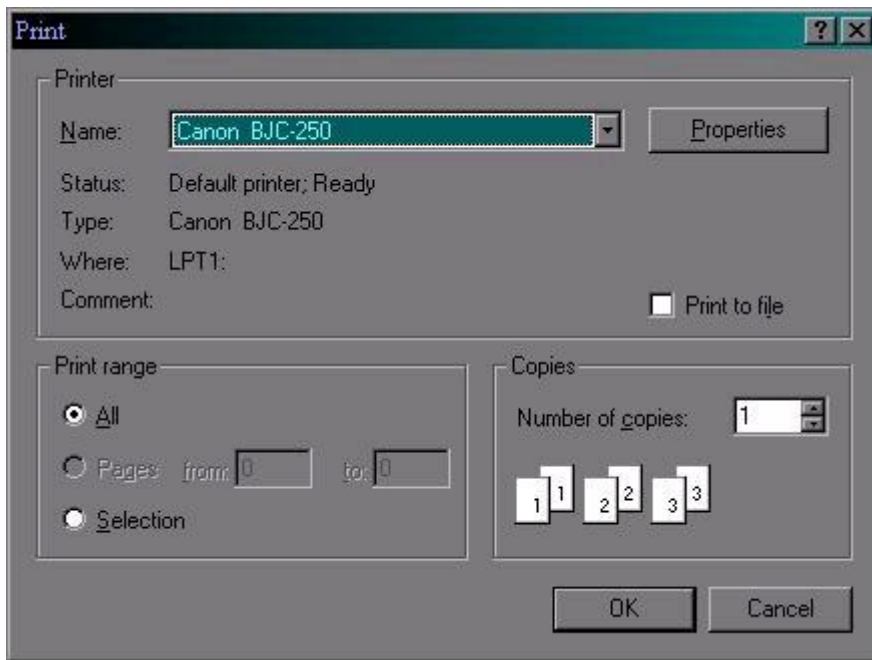 Print
Printer
Name: Canon BJC-250 Properties
Status: Default printer; Ready
Type: Canon BJC-250
Where: LPT1:
Comment: Print to file
Print range
All
Pages from: 0 to: 0
Selection
Copies
Number of copies: 1
1 1 2 2 3 3
OK Cancel